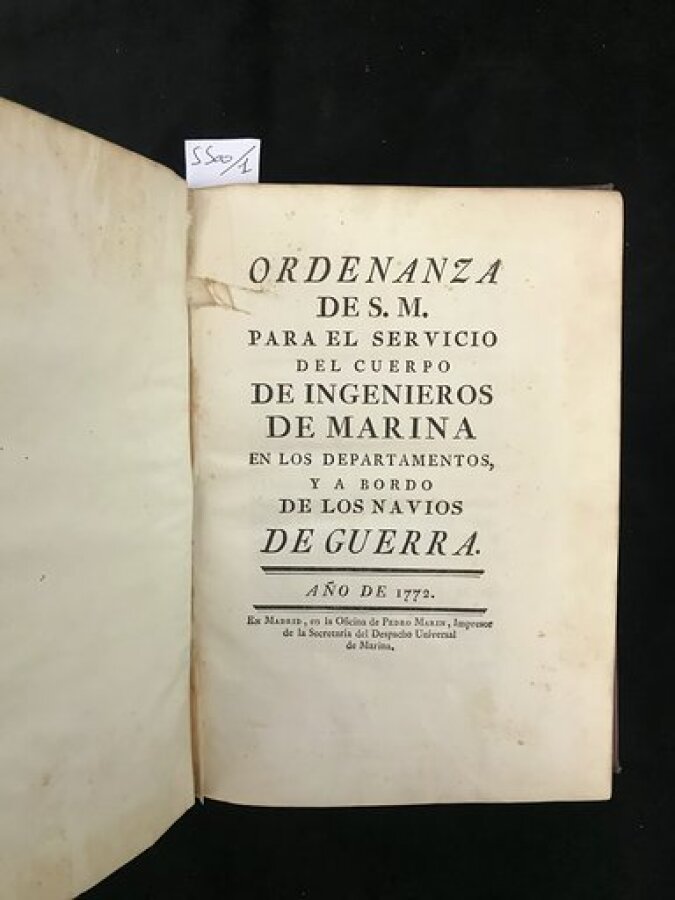 5500/1
ORDENANZA
DE S. M.
PARA EL SERVICIO
DEL CUERPO
DE INGENIEROS
DE MARINA
EN LOS DEPARTAMENTOS,
Y A BORDO
DE LOS NAVIOS
DE GUERRA.
AÑO DE 1772.
EN MADRID, en la Oficina de PEDRO MARIN, Impresor
de la Secretaría del Despacho Universal
de Marina.